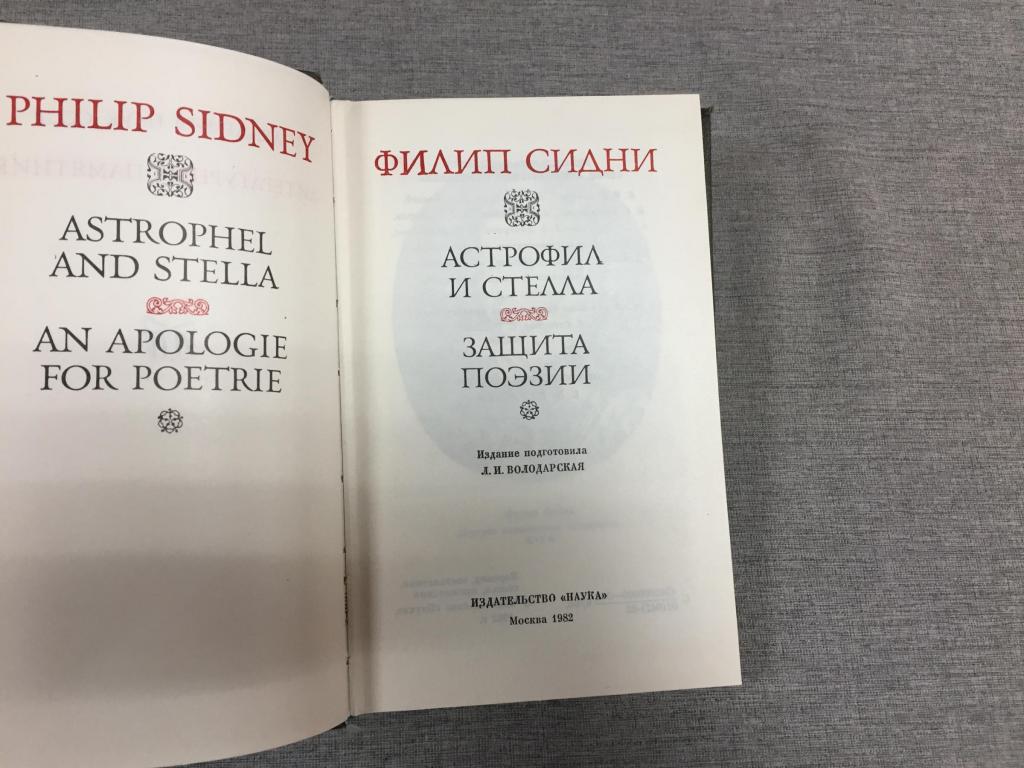 PHILIP SIDNEY
ASTROPHEL
AND STELLA
AN APOLOGIE
FOR POETRIE
ФИЛИП СИДНИ
АСТРОФИЛ
И СТЕЛЛА
ЗАЩИТА
ПОЭЗИИ
Издание подготовила
Л. И. ВОЛОДАРСКАЯ
ИЗДАТЕЛЬСТВО «НАУКА»
Москва 1982